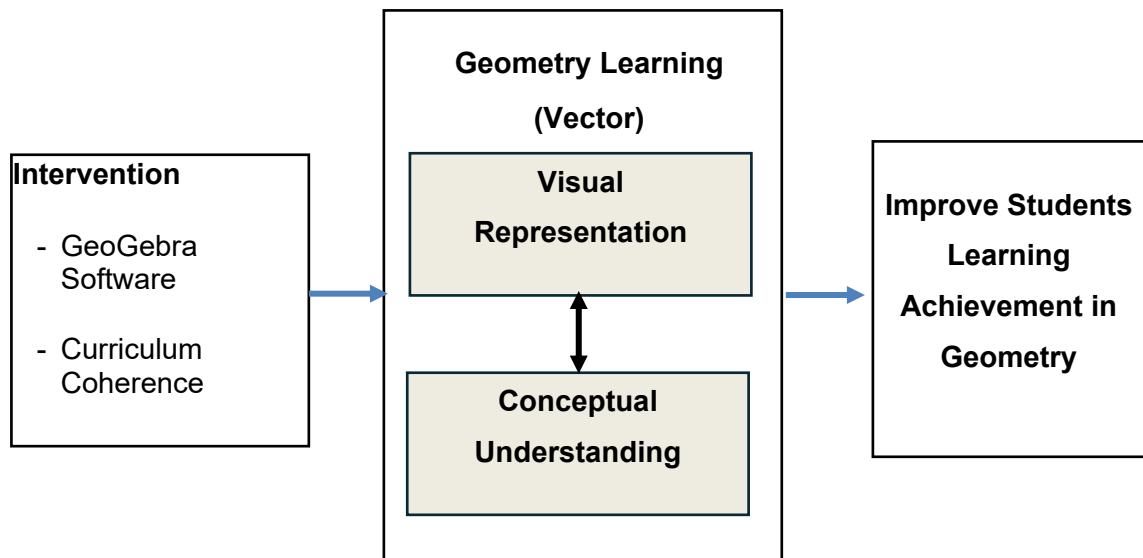 Intervention
- GeoGebra
Software
- Curriculum
Coherence
Geometry Learning
(Vector)
Visual
Representation
Conceptual
Understanding
Improve Students
Learning
Achievement in
Geometry